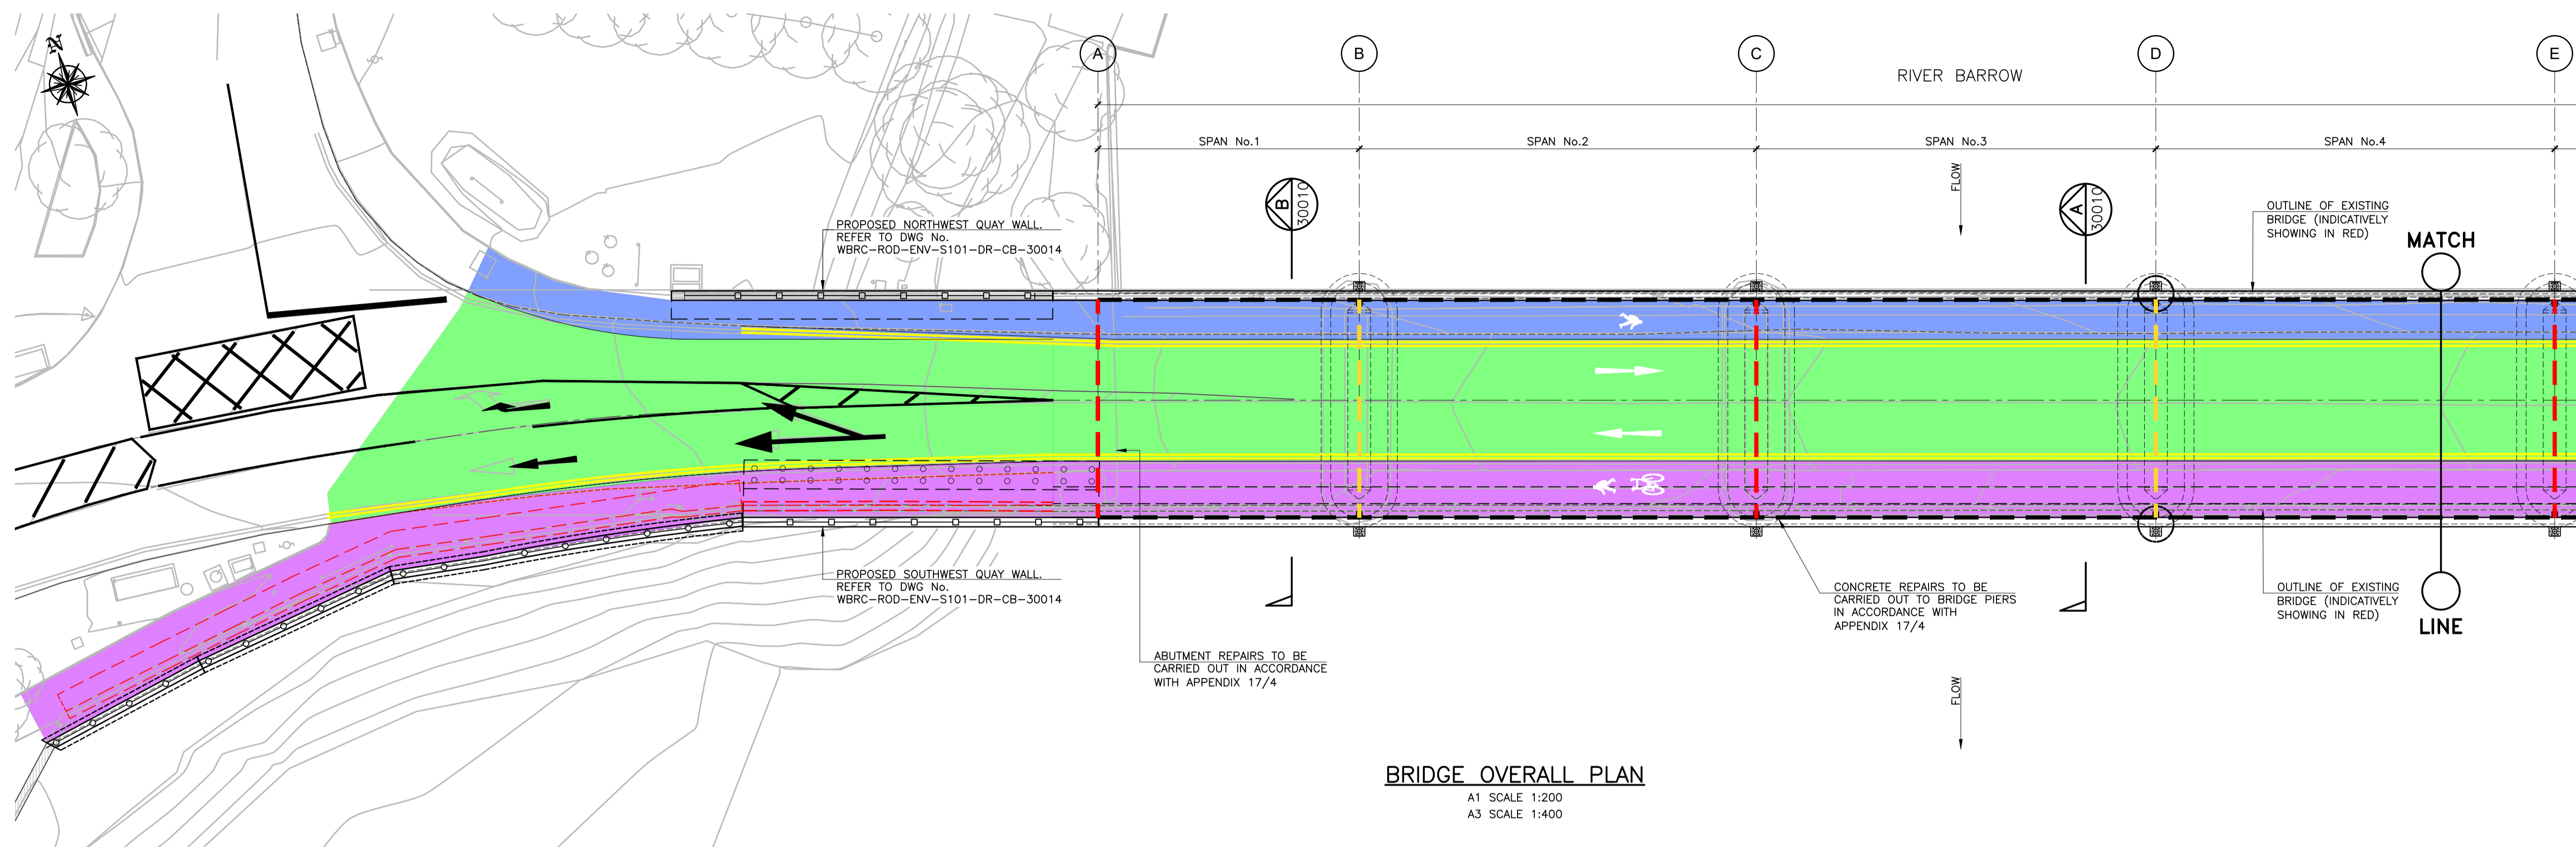 N
A
B
C
D
E
RIVER BARROW
SPAN No.1
SPAN No.2
SPAN No.3
SPAN No.4
FLOW
B
30010
A
30010
OUTLINE OF EXISTING
BRIDGE (INDICATIVELY
SHOWING IN RED)
MATCH
PROPOSED NORTHWEST QUAY WALL.
REFER TO DWG No.
WBRC-ROD-ENV-S101-DR-CB-30014
PROPOSED SOUTHWEST QUAY WALL.
REFER TO DWG No.
WBRC-ROD-ENV-S101-DR-CB-30014
CONCRETE REPAIRS TO BE
CARRIED OUT TO BRIDGE PIERS
IN ACCORDANCE WITH
APPENDIX 17/4
OUTLINE OF EXISTING
BRIDGE (INDICATIVELY
SHOWING IN RED)
LINE
ABUTMENT REPAIRS TO BE
CARRIED OUT IN ACCORDANCE
WITH APPENDIX 17/4
FLOW
BRIDGE OVERALL PLAN
A1 SCALE 1:200
A3 SCALE 1:400